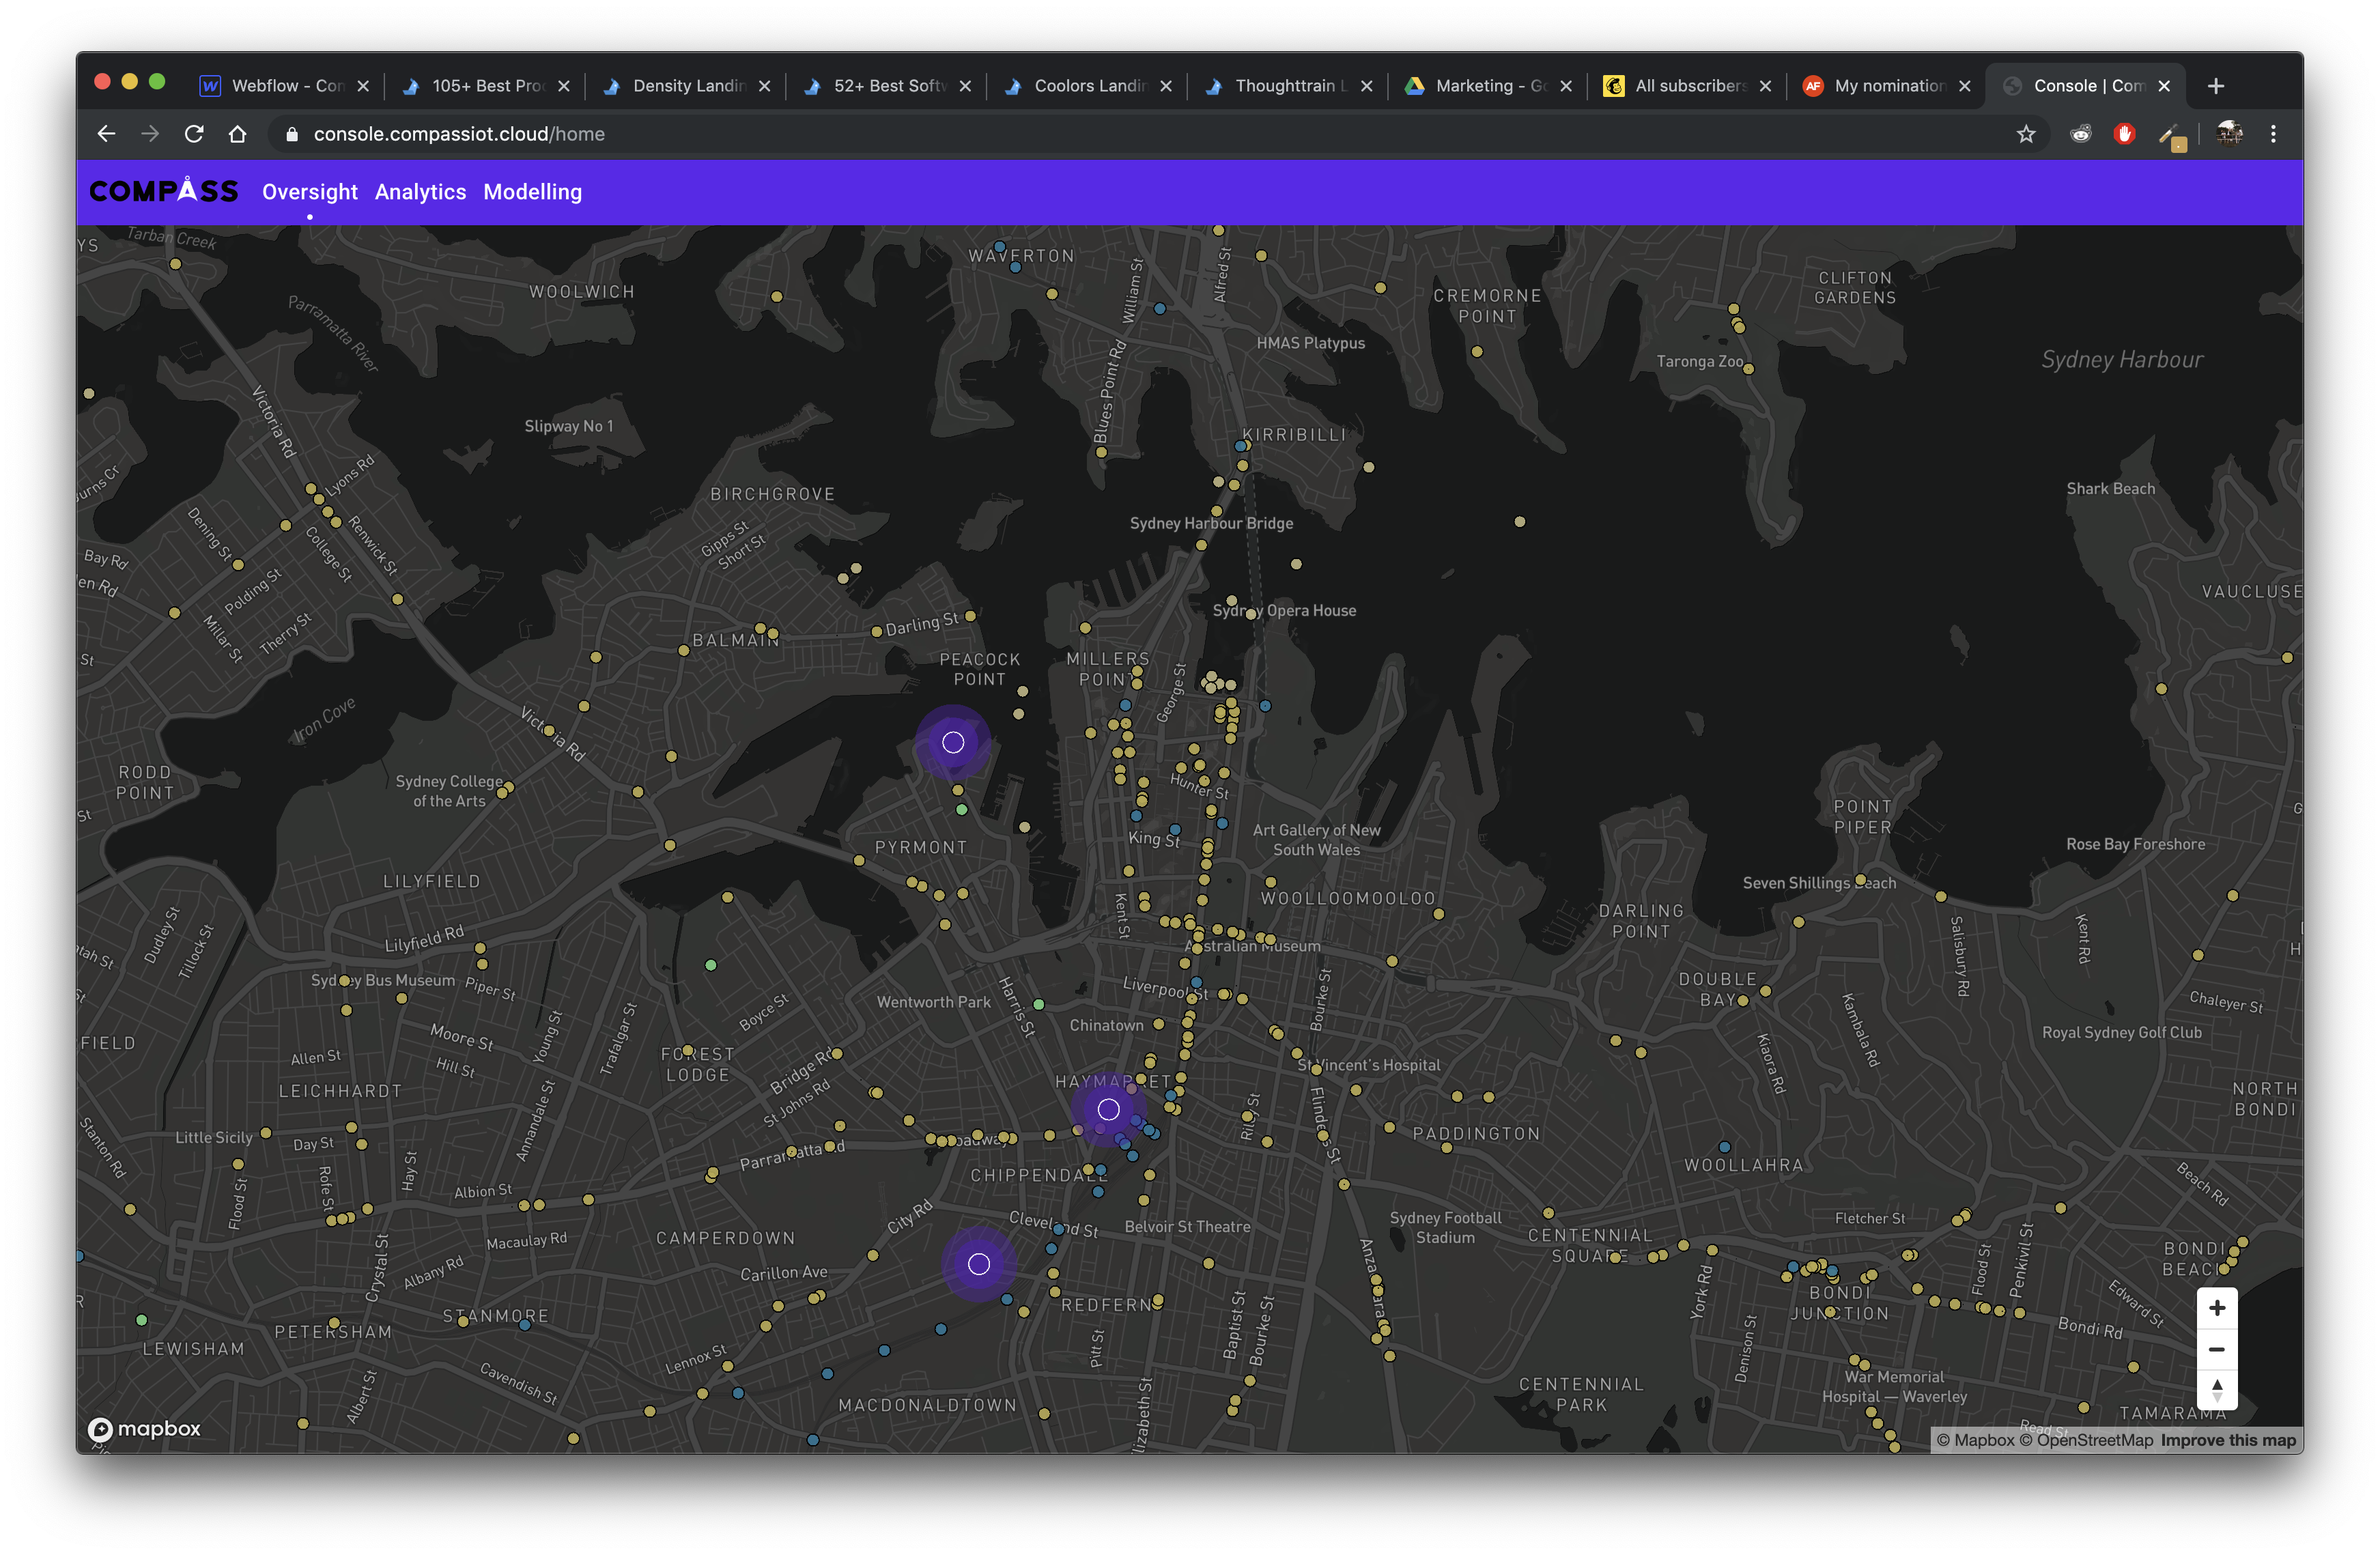 Webflow - Con
105+ Best Pro
Density Landin
52+ Best Softw
Coolors Landin
Thoughttrain L
Marketing - Go
All subscribers
AF My nomination
Console | Com
console.compassiot.cloud/home
COMPASS Oversight Analytics Modelling
Tarban Creek
YS
WAVERTON
WOOLWICH
William St
Alfred St
CREMORNE
POINT
CLIFTON
GARDENS
Parramatta River
HMAS Platypus
Taronga Zoo
Sydney Harbour
Victoria Rd
Slipway No 1
Blues Point Rd
KIRRIBILLI
Lyons Rd
BIRCHGROVE
Shark Beach
Dening St
College St
Renwick St
Gipps St
Short St
Sydney Harbour Bridge
Bay Rd
en Rd
Polding St
Millar St
Therry St
VAUCLUSE
Sydney Opera House
Darling St
BALMAIN
St
PEACOCK
POINT
MILLERS
POINT
George St
Iron Cove
Victoria Rd
RODD
POINT
Sydney College
of the Arts
Hunter St
POINT
PIPER
St
King St
Art Gallery of New
South Wales
PYRMONT
Rose Bay Foreshore
LILYFIELD
Seven Shillings Beach
WOOLLOOMOOLOO
Dudley St
Tillock St
Lilyfield Rd
Kent St
DARLING
POINT
Salisbury Rd
Kent Rd
Australian Museum
Sydney Bus Museum
Piper St
Harris St
Liverpool St
DOUBLE
BAY
Wentworth Park
Boyce St
Bourke St
Chaleyer St
Chinatown
Kambala Rd
Royal Sydney Golf Club
FIELD
Moore St
Young St
Trafalgar St
Allen St
Hill St
FOREST
LODGE
Bridge Rd
St Vincent's Hospital
Kiaora Rd
HAYMARKET
LEICHHARDT
St Johns Rd
NORTH
BONDI
Annandale St
Flinders St
Riley St
Stanton Rd
Little Sicily
Day St
PADDINGTON
Parramatta Rd
WOOLLAHRA
Hay St
CHIPPENDALE
Rofe St
Albion St
Flood St
Beach Rd
City Rd
Cleveland St
Belvoir St Theatre
Sydney Football
Stadium
Fletcher St
CAMPERDOWN
Macaulay Rd
CENTENNIAL
SQUARE
Penkivil St
Flood St
BONDI
BEACH
Crystal St
Albany Rd
Carillon Ave
York Rd
BONDI
JUNCTION
Edward St
STANMORE
PETERSHAM
REDFERN
Baptist St
Bourke St
Bondi Rd
LEWISHAM
Pitt St
Lennox St
Denison St
Cavendish St
CENTENNIAL
PARK
War Memorial
Hospital — Waverley
Albert St
MACDONALDTOWN
TAMARAMA
mapbox
© Mapbox © OpenStreetMap Improve this map